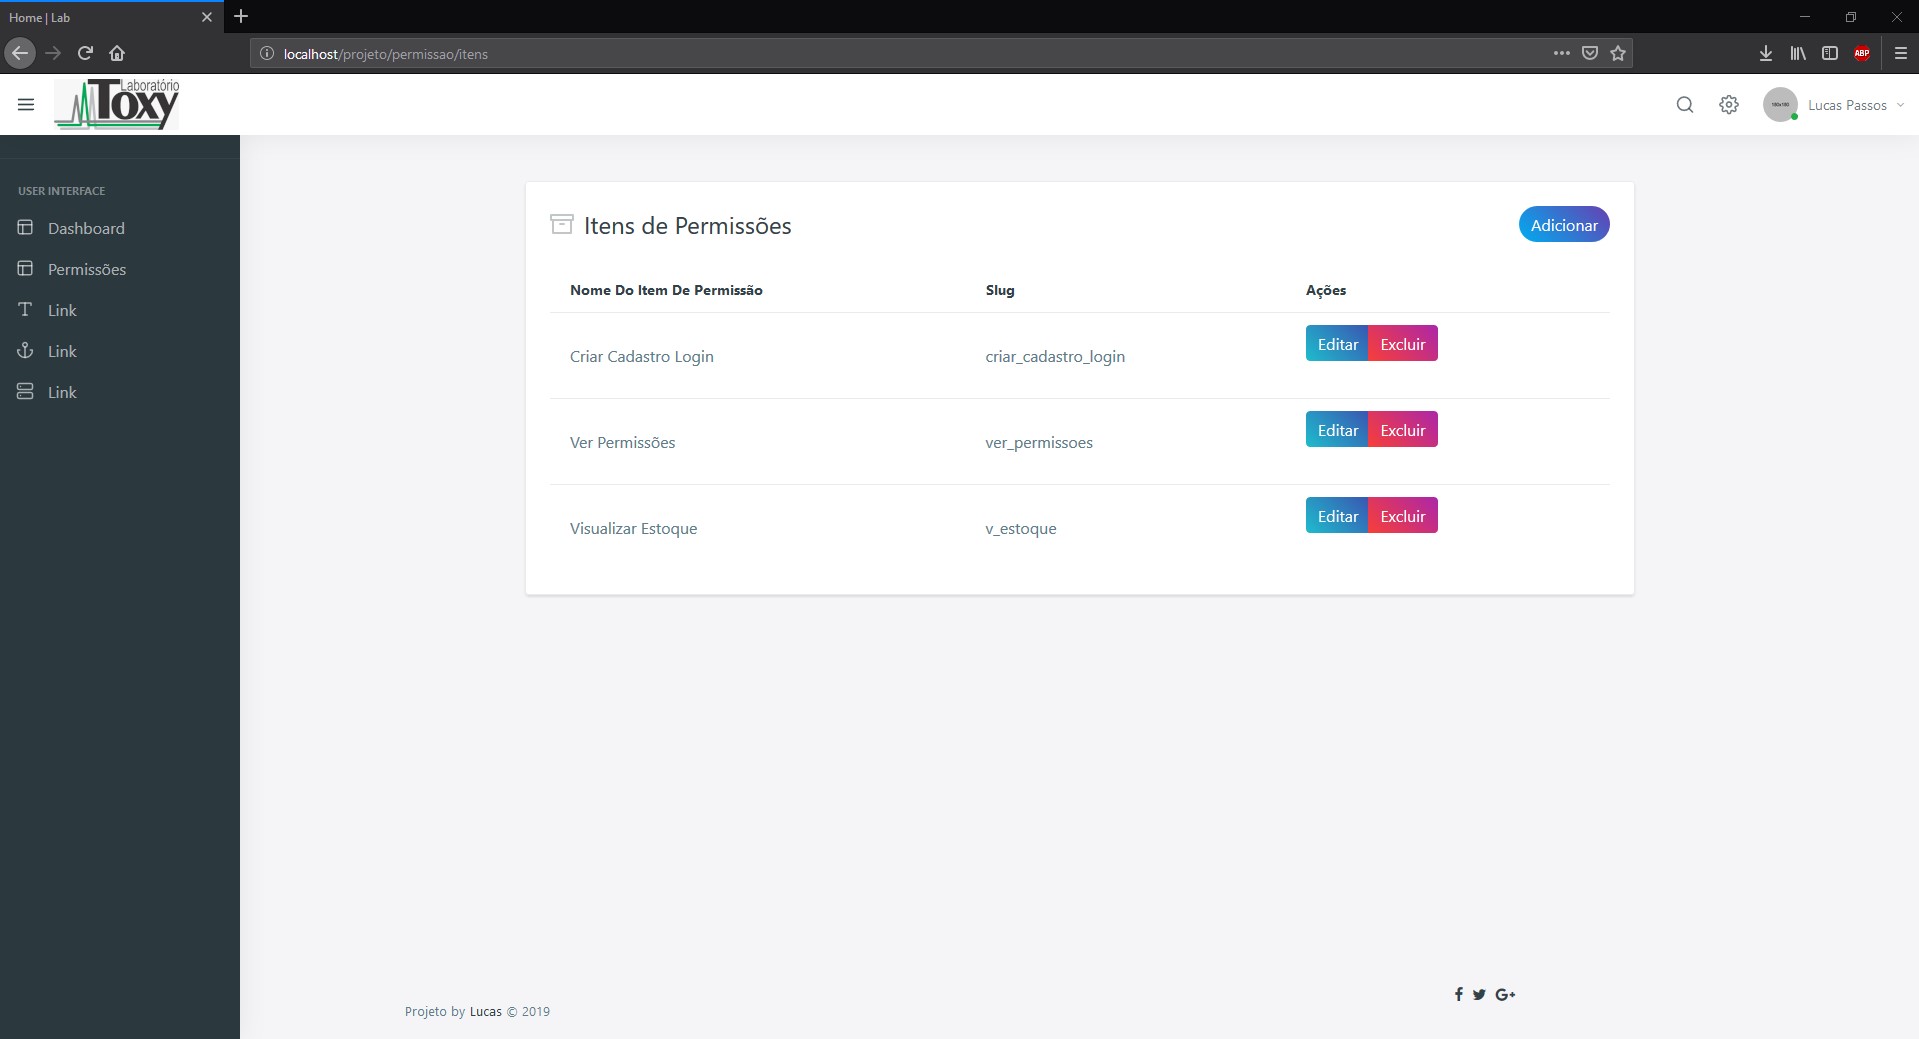 Home | Lab
localhost/projeto/permissao/itens
ABP
Laboratório
Toxy
100x100
Lucas Passos
USER INTERFACE
Dashboard
Permissões
Link
Link
Link
Itens de Permissões
Adicionar
Nome Do Item De Permissão Slug Ações
Criar Cadastro Login criar_cadastro_login Editar Excluir
Ver Permissões ver_permissoes Editar Excluir
Visualizar Estoque v_estoque Editar Excluir
Projeto by Lucas © 2019